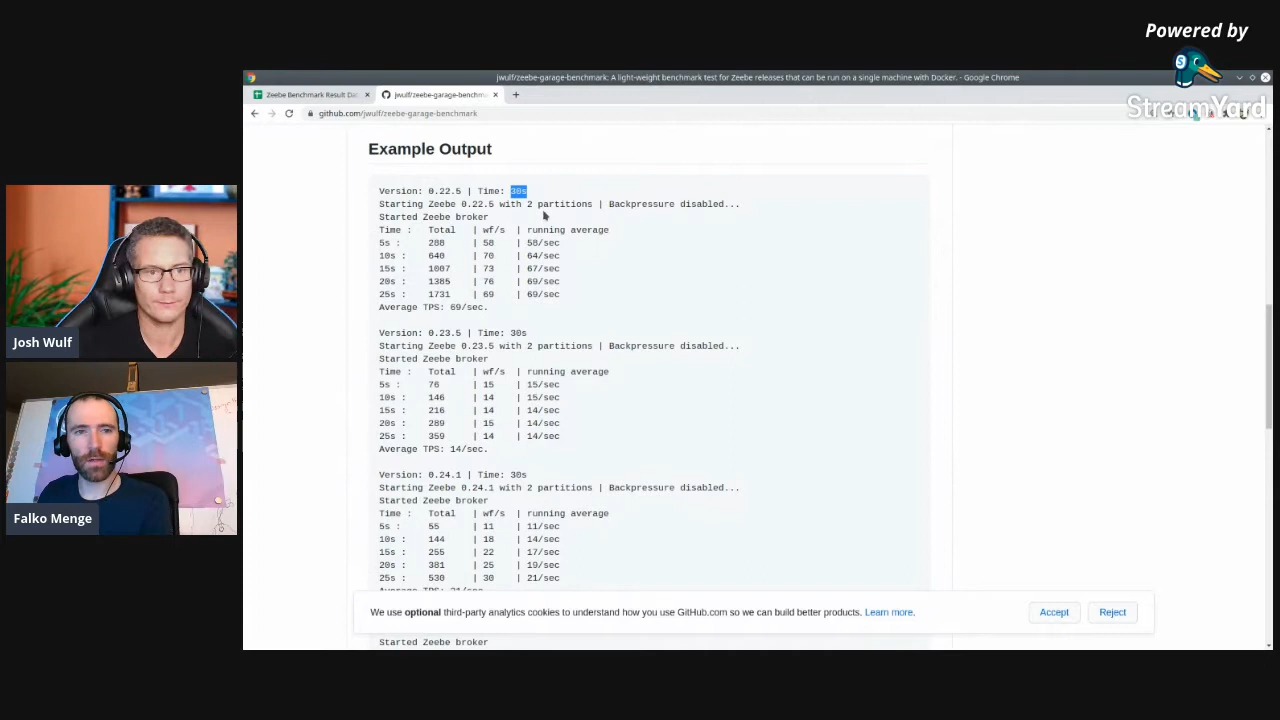 Powered by
StreamYard
jwulf/zeebe-garage-benchmark: A light-weight benchmark test for Zeebe releases that can be run on a single machine with Docker. - Google Chrome
Zeebe Benchmark Result Da
jwulf/zeebe-garage-benchm
github.com/jwulf/zeebe-garage-benchmark
Example Output
Version: 0.22.5 | Time: 30s
Starting Zeebe 0.22.5 with 2 partitions | Backpressure disabled...
Started Zeebe broker
Time : Total | wf/s | running average
5s : 288 | 58 | 58/sec
10s : 640 | 70 | 64/sec
15s : 1007 | 73 | 67/sec
20s : 1385 | 76 | 69/sec
25s : 1731 | 69 | 69/sec
Average TPS: 69/sec.
Version: 0.23.5 | Time: 30s
Starting Zeebe 0.23.5 with 2 partitions | Backpressure disabled...
Started Zeebe broker
Time : Total | wf/s | running average
5s : 76 | 15 | 15/sec
10s : 146 | 14 | 15/sec
15s : 216 | 14 | 14/sec
20s : 289 | 15 | 14/sec
25s : 359 | 14 | 14/sec
Average TPS: 14/sec.
Version: 0.24.1 | Time: 30s
Starting Zeebe 0.24.1 with 2 partitions | Backpressure disabled...
Started Zeebe broker
Time : Total | wf/s | running average
5s : 55 | 11 | 11/sec
10s : 144 | 18 | 14/sec
15s : 255 | 22 | 17/sec
20s : 381 | 25 | 19/sec
25s : 530 | 30 | 21/sec
Average TPS: 21/sec.
We use optional third-party analytics cookies to understand how you use GitHub.com so we can build better products. Learn more.
Accept
Reject
Started Zeebe broker
Josh Wulf
Falko Menge